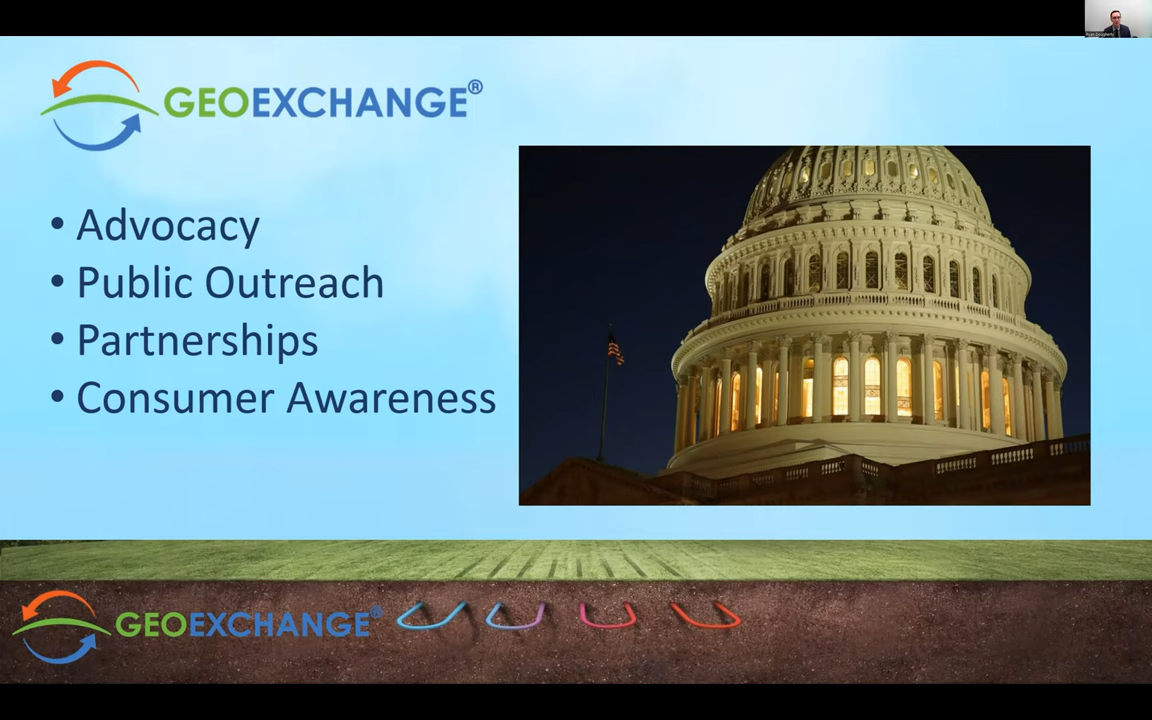 GEOEXCHANGE®
• Advocacy
• Public Outreach
• Partnerships
• Consumer Awareness
GEOEXCHANGE®